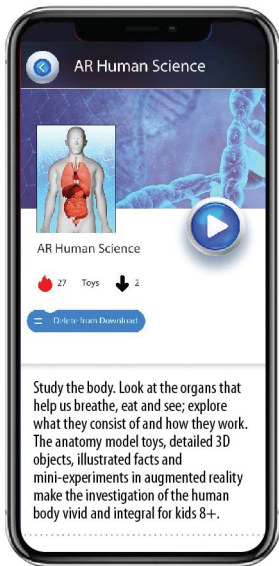 AR Human Science
AR Human Science
27 Toys 2
Delete from Download
Study the body. Look at the organs that
help us breathe, eat and see; explore
what they consist of and how they work.
The anatomy model toys, detailed 3D
objects, illustrated facts and
mini-experiments in augmented reality
make the investigation of the human
body vivid and integral for kids 8+.